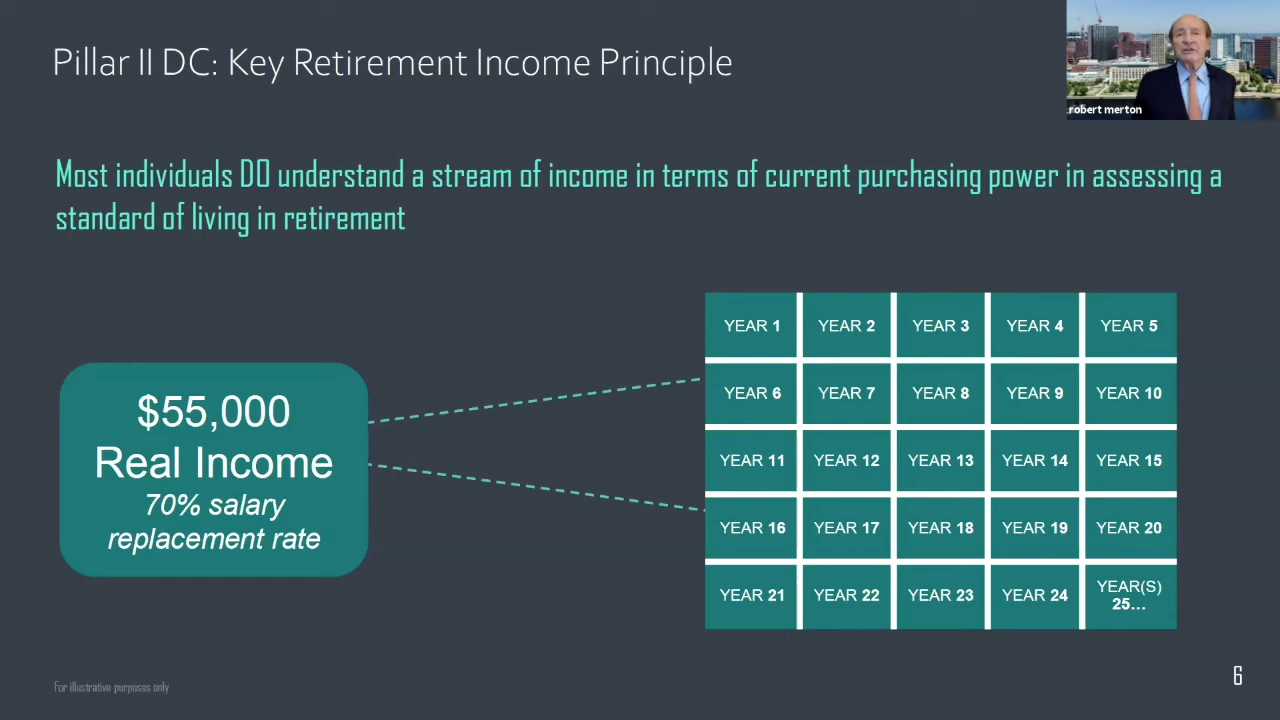 Pillar II DC: Key Retirement Income Principle
robert merton
Most individuals DO understand a stream of income in terms of current purchasing power in assessing a
standard of living in retirement
$55,000
Real Income
70% salary
replacement rate
YEAR 1 YEAR 2 YEAR 3 YEAR 4 YEAR 5
YEAR 6 YEAR 7 YEAR 8 YEAR 9 YEAR 10
YEAR 11 YEAR 12 YEAR 13 YEAR 14 YEAR 15
YEAR 16 YEAR 17 YEAR 18 YEAR 19 YEAR 20
YEAR 21 YEAR 22 YEAR 23 YEAR 24 YEAR(S)
25...
For illustrative purposes only
6